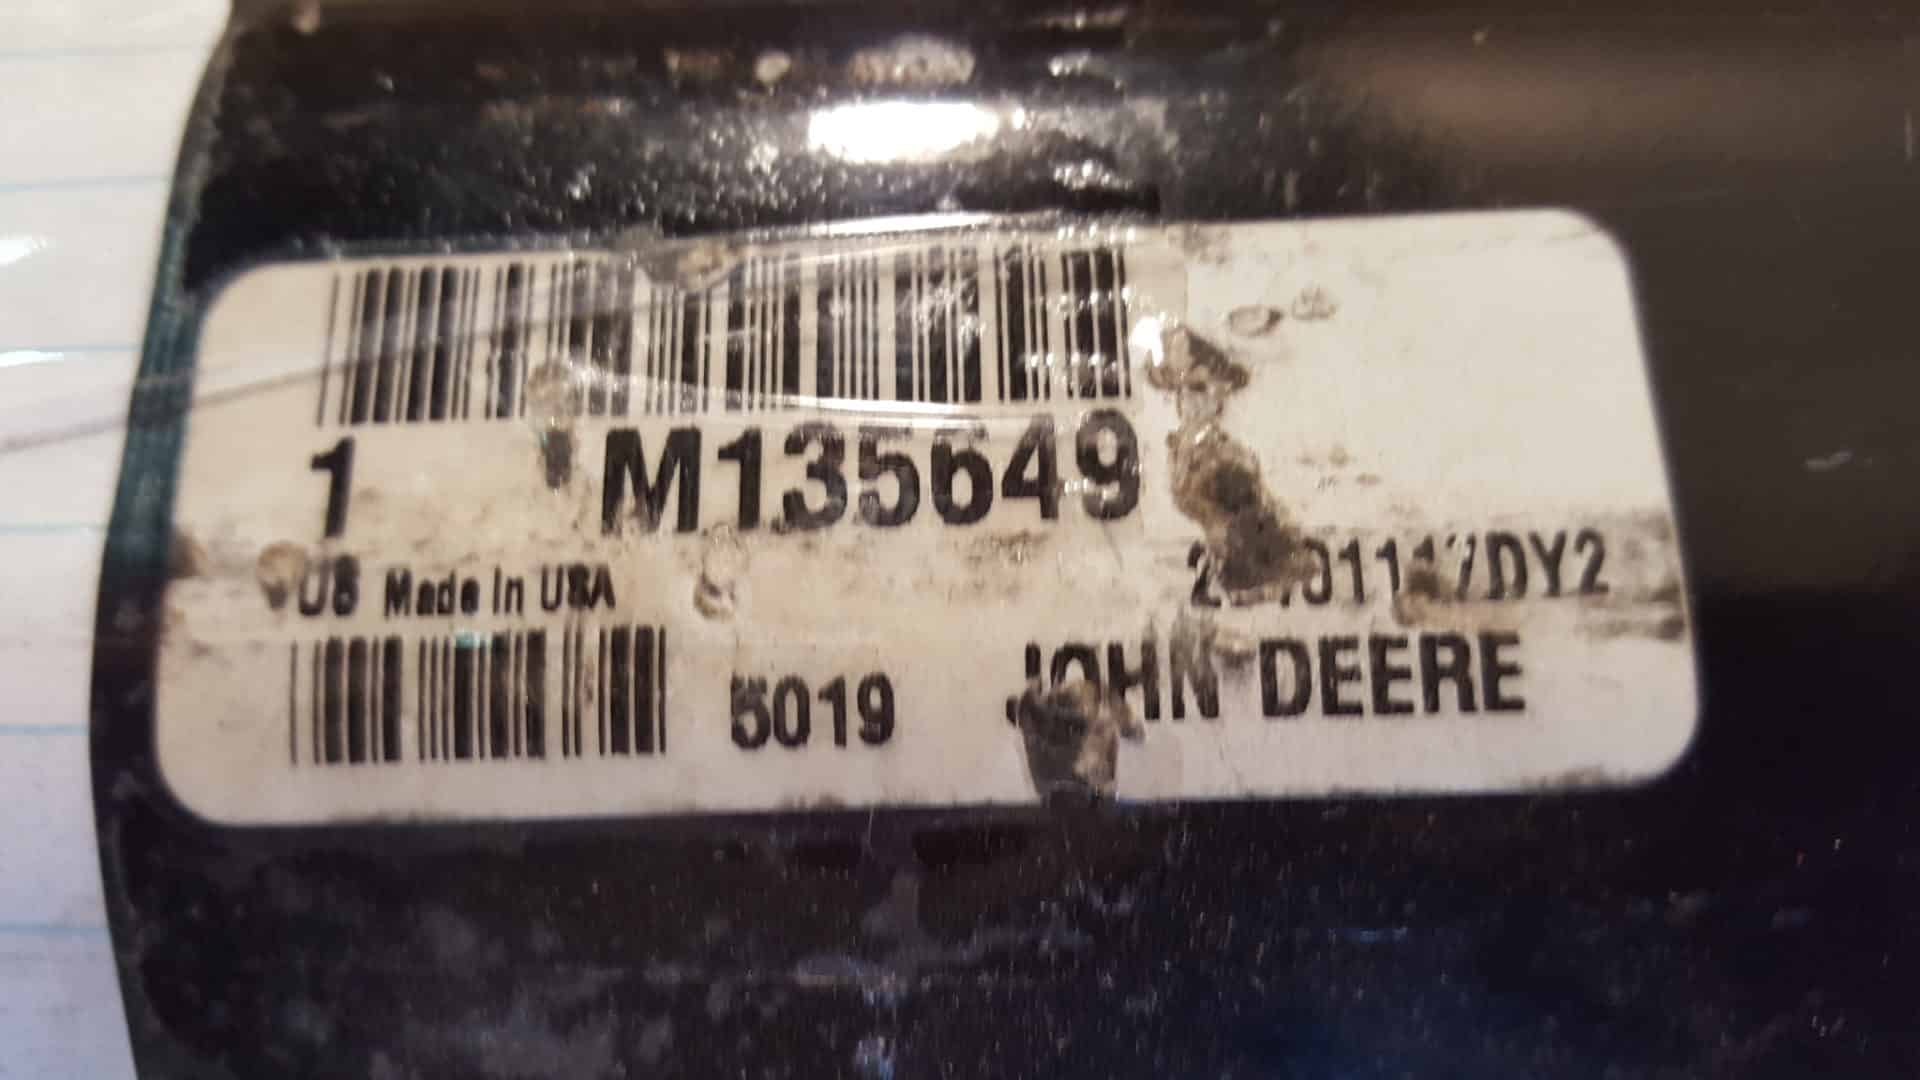 1 M135649
US Made in USA
5019 JOHN DEERE